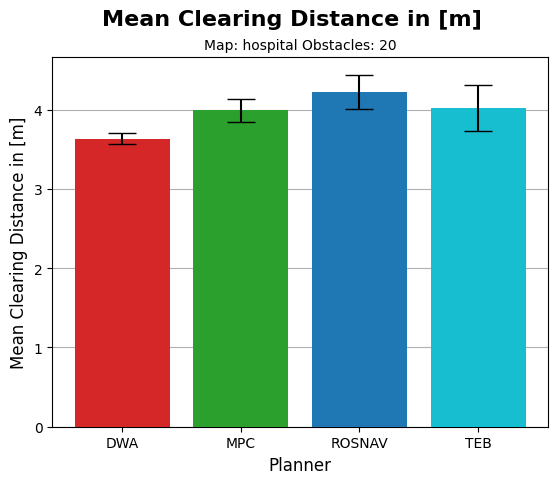 Mean Clearing Distance in [m]
Map: hospital Obstacles: 20
Mean Clearing Distance in [m]
4
3
2
1
0
DWA MPC ROSNAV TEB
Planner